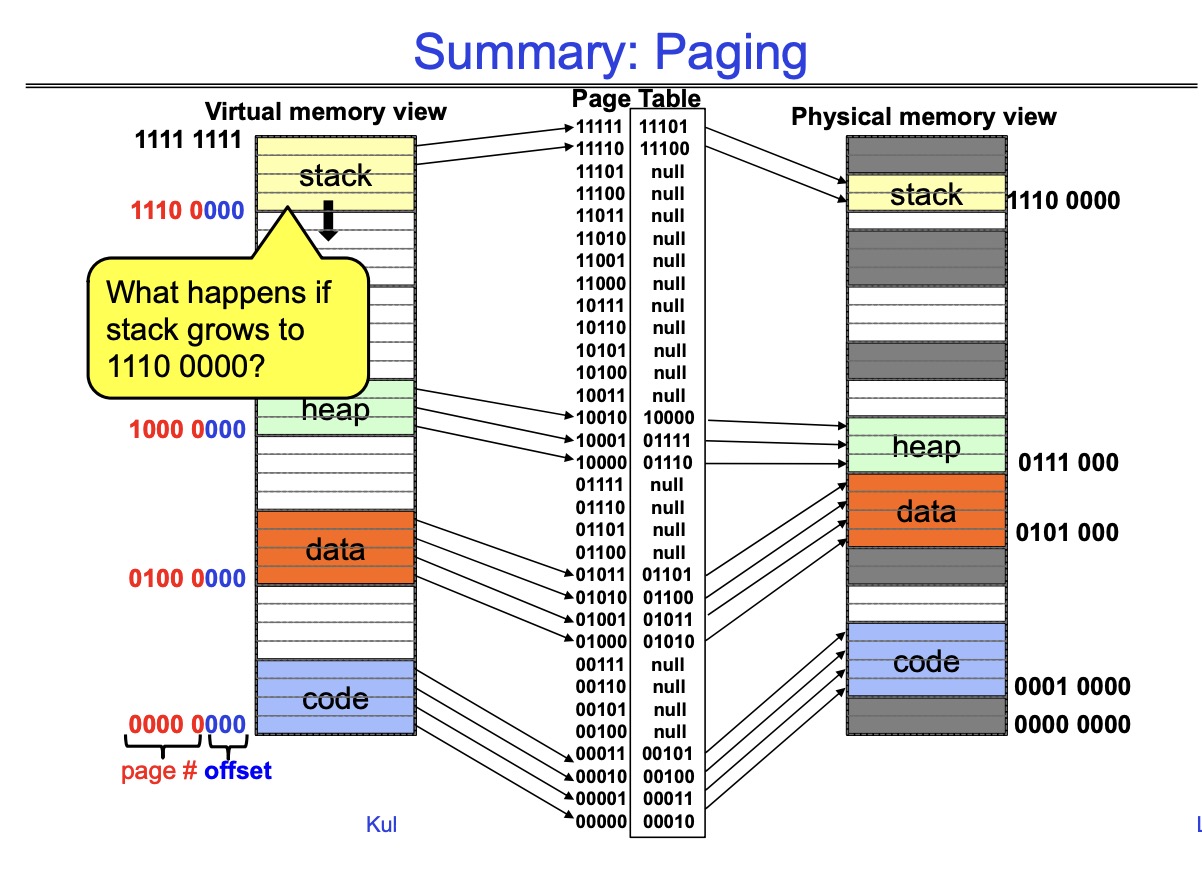 Summary: Paging
Virtual memory view
Page Table
Physical memory view
1111 1111
stack
1110 0000
What happens if
stack grows to
1110 0000?
heap
1000 0000
data
0100 0000
code
0000 0000
page # offset
11111 11101
11110 11100
11101 null
11100 null
11011 null
11010 null
11001 null
11000 null
10111 null
10110 null
10101 null
10100 null
10011 null
10010 10000
10001 01111
10000 01110
01111 null
01110 null
01101 null
01100 null
01011 01101
01010 01100
01001 01011
01000 01010
00111 null
00110 null
00101 null
00100 null
00011 00101
00010 00100
00001 00011
00000 00010
stack
1110 0000
heap
0111 000
data
0101 000
code
0001 0000
0000 0000
Kul